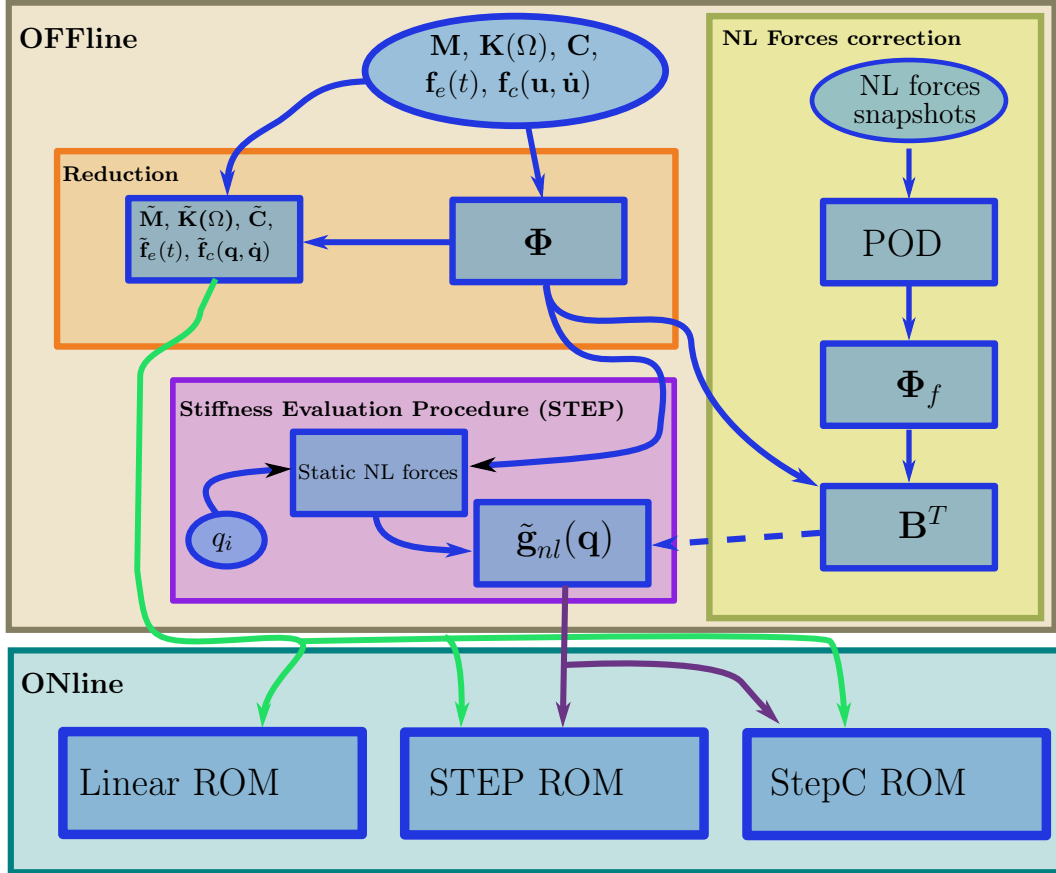 OFFline
M, K(Ω), C,
f_e(t), f_c(u, u̇)
NL Forces correction
NL forces
snapshots
Reduction
M̃, K̃(Ω), C̃,
f̃_e(t), f̃_c(q, q̇)
Φ
POD
Φ_f
Stiffness Evaluation Procedure (STEP)
Static NL forces
q_i
g̃_{nl}(q)
B^T
ONline
Linear ROM
STEP ROM
StepC ROM